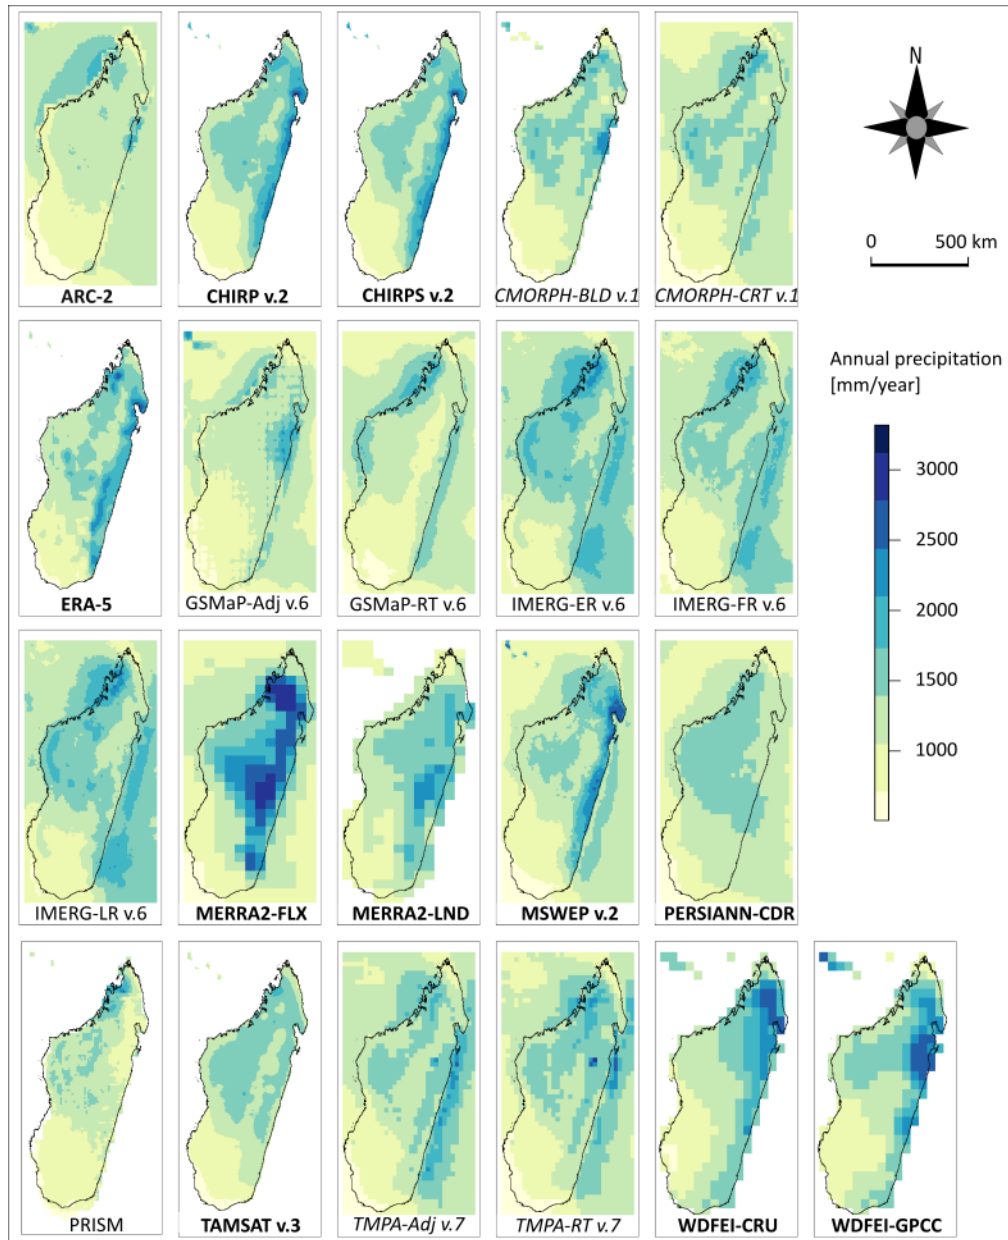 N
0 500 km
ARC-2
CHIRP v.2
CHIRPS v.2
CMORPH-BLD v.1
CMORPH-CRT v.1
Annual precipitation
[mm/year]
3000
2500
2000
1500
1000
ERA-5
GSMaP-Adj v.6
GSMaP-RT v.6
IMERG-ER v.6
IMERG-FR v.6
IMERG-LR v.6
MERRA2-FLX
MERRA2-LND
MSWEP v.2
PERSIANN-CDR
PRISM
TAMSAT v.3
TMPA-Adj v.7
TMPA-RT v.7
WDFEI-CRU
WDFEI-GPCC